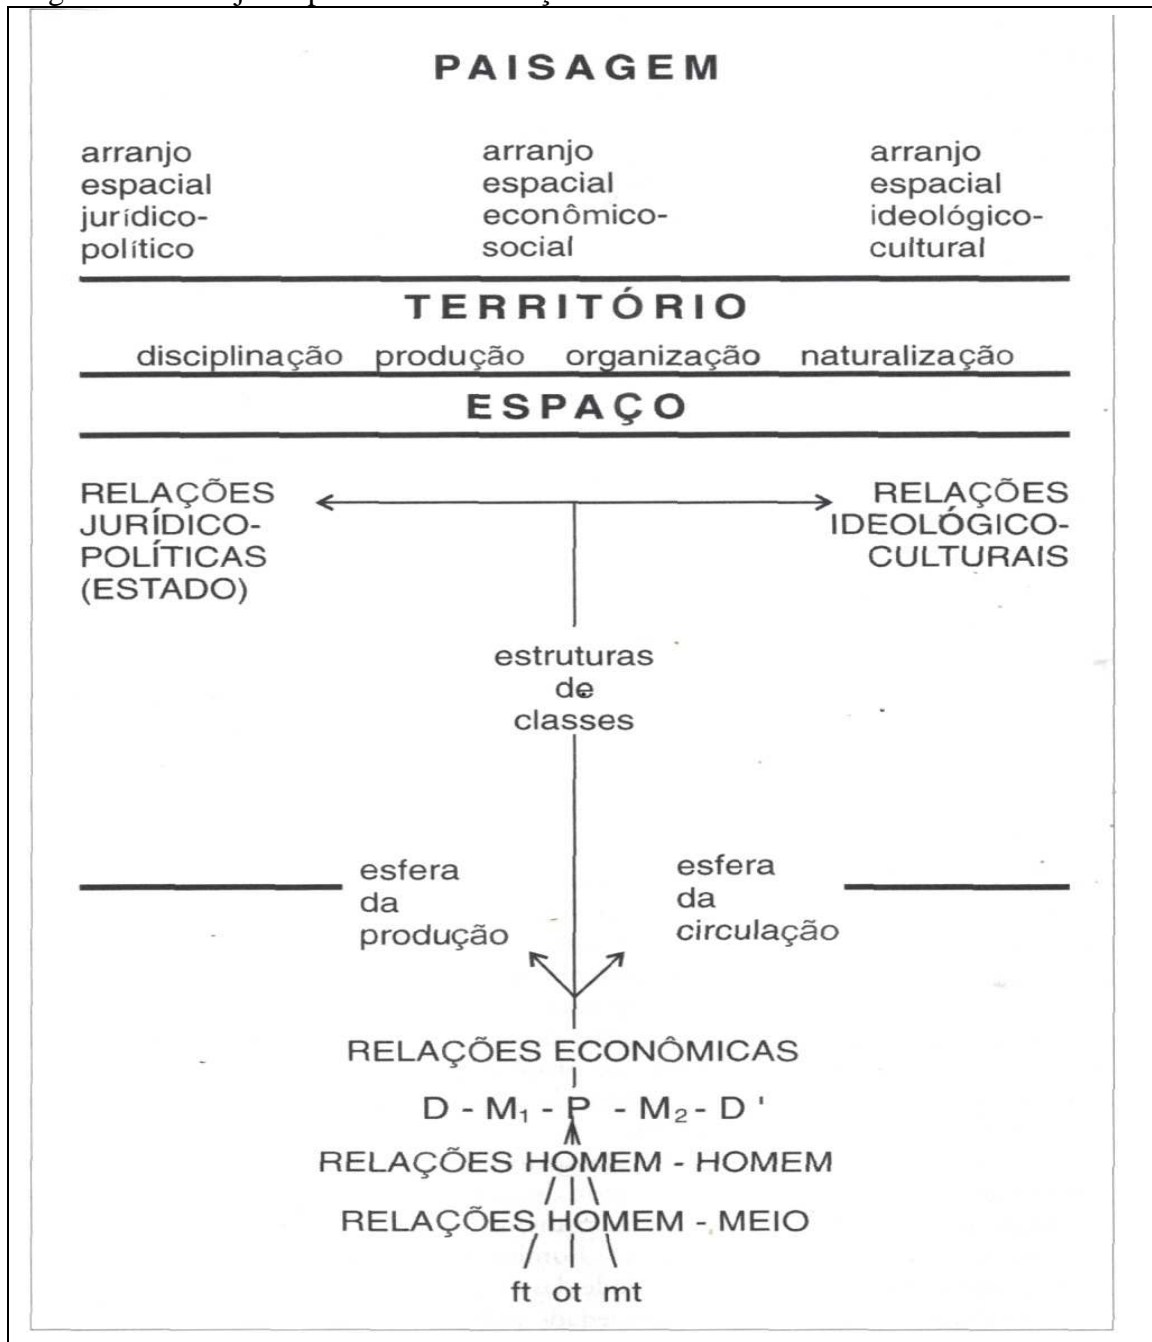 PAISAGEM
arranjo
espacial
jurídico-
político
arranjo
espacial
econômico-
social
arranjo
espacial
ideológico-
cultural
TERRITÓRIO
disciplinação produção organização naturalização
ESPAÇO
RELAÇÕES
JURÍDICO-
POLÍTICAS
(ESTADO)
RELAÇÕES
IDEOLÓGICO-
CULTURAIS
estruturas
de
classes
esfera
da
produção
esfera
da
circulação
RELAÇÕES ECONÔMICAS
D - M₁ - P - M₂ - D '
RELAÇÕES HOMEM - HOMEM
RELAÇÕES HOMEM - MEIO
ft ot mt